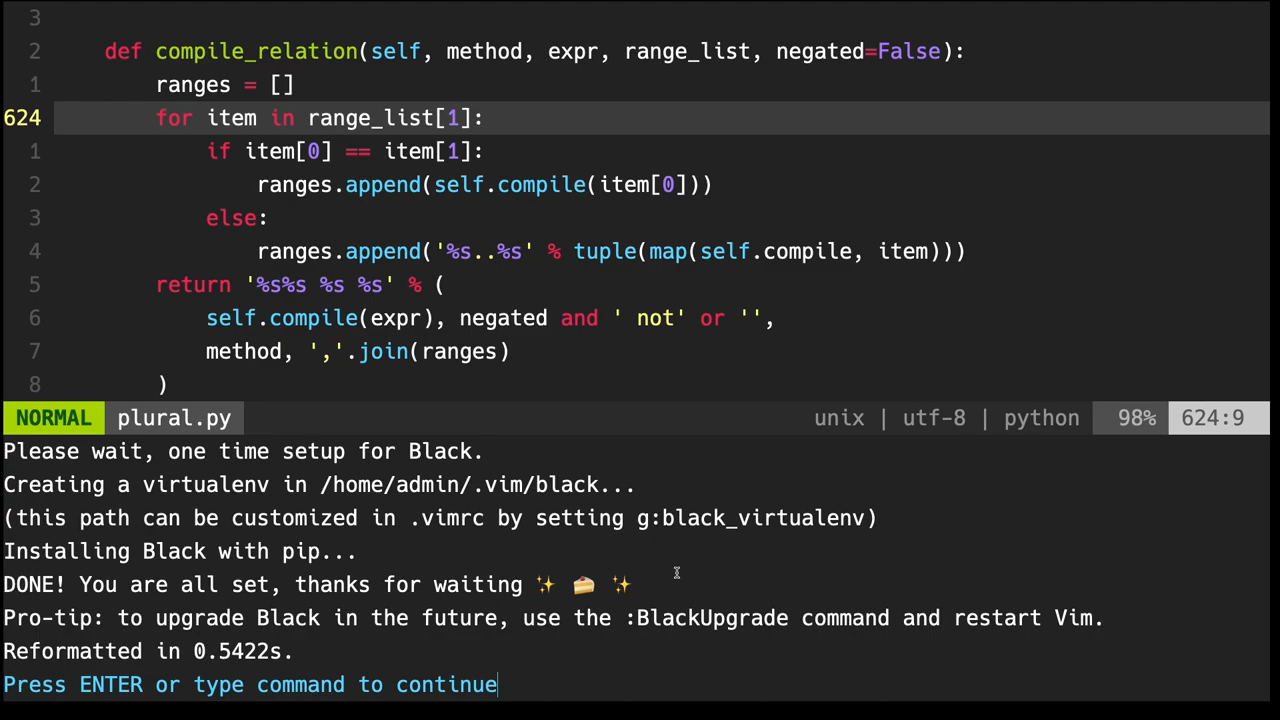 3
2     def compile_relation(self, method, expr, range_list, negated=False):
1         ranges = []
624         for item in range_list[1]:
1             if item[0] == item[1]:
2                 ranges.append(self.compile(item[0]))
3             else:
4                 ranges.append('%s..%s' % tuple(map(self.compile, item)))
5         return '%s%s %s %s' % (
6             self.compile(expr), negated and ' not' or '',
7             method, ','.join(ranges)
8         )
NORMAL plural.py unix | utf-8 | python 98% 624:9
Please wait, one time setup for Black.
Creating a virtualenv in /home/admin/.vim/black...
(this path can be customized in .vimrc by setting g:black_virtualenv)
Installing Black with pip...
DONE! You are all set, thanks for waiting ✨ 🍰 ✨
Pro-tip: to upgrade Black in the future, use the :BlackUpgrade command and restart Vim.
Reformatted in 0.5422s.
Press ENTER or type command to continue